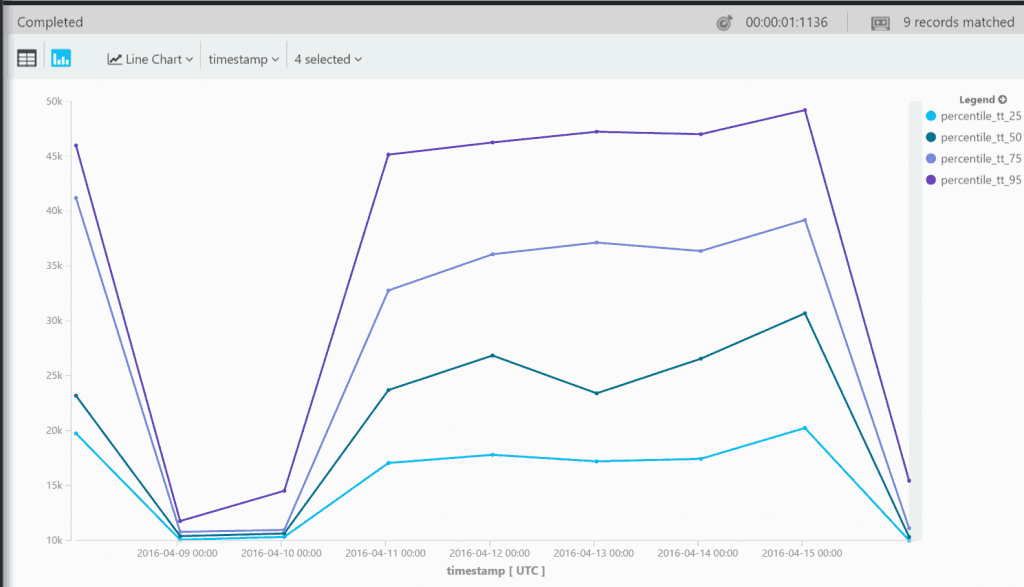 Completed 00:00:01:1136 9 records matched
Line Chart timestamp 4 selected
Legend
percentile_tt_25
percentile_tt_50
percentile_tt_75
percentile_tt_95
50k
45k
40k
35k
30k
25k
20k
15k
10k
2016-04-09 00:00 2016-04-10 00:00 2016-04-11 00:00 2016-04-12 00:00 2016-04-13 00:00 2016-04-14 00:00 2016-04-15 00:00
timestamp [ UTC ]